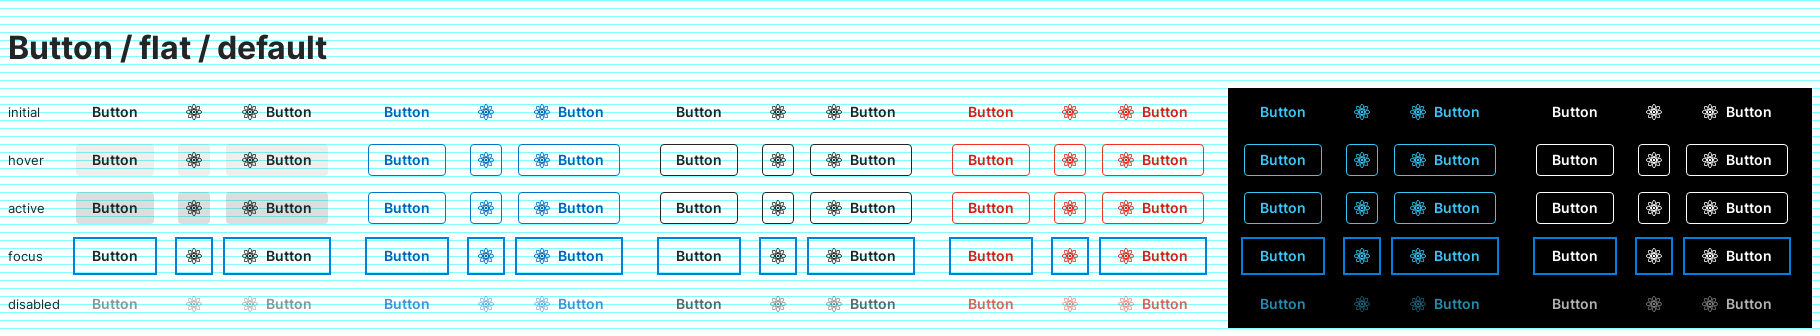 Button / flat / default
initial Button Button Button Button Button Button Button Button Button Button Button Button
hover Button Button Button Button Button Button Button Button Button Button Button Button
active Button Button Button Button Button Button Button Button Button Button Button Button
focus Button Button Button Button Button Button Button Button Button Button Button Button
disabled Button Button Button Button Button Button Button Button Button Button Button Button